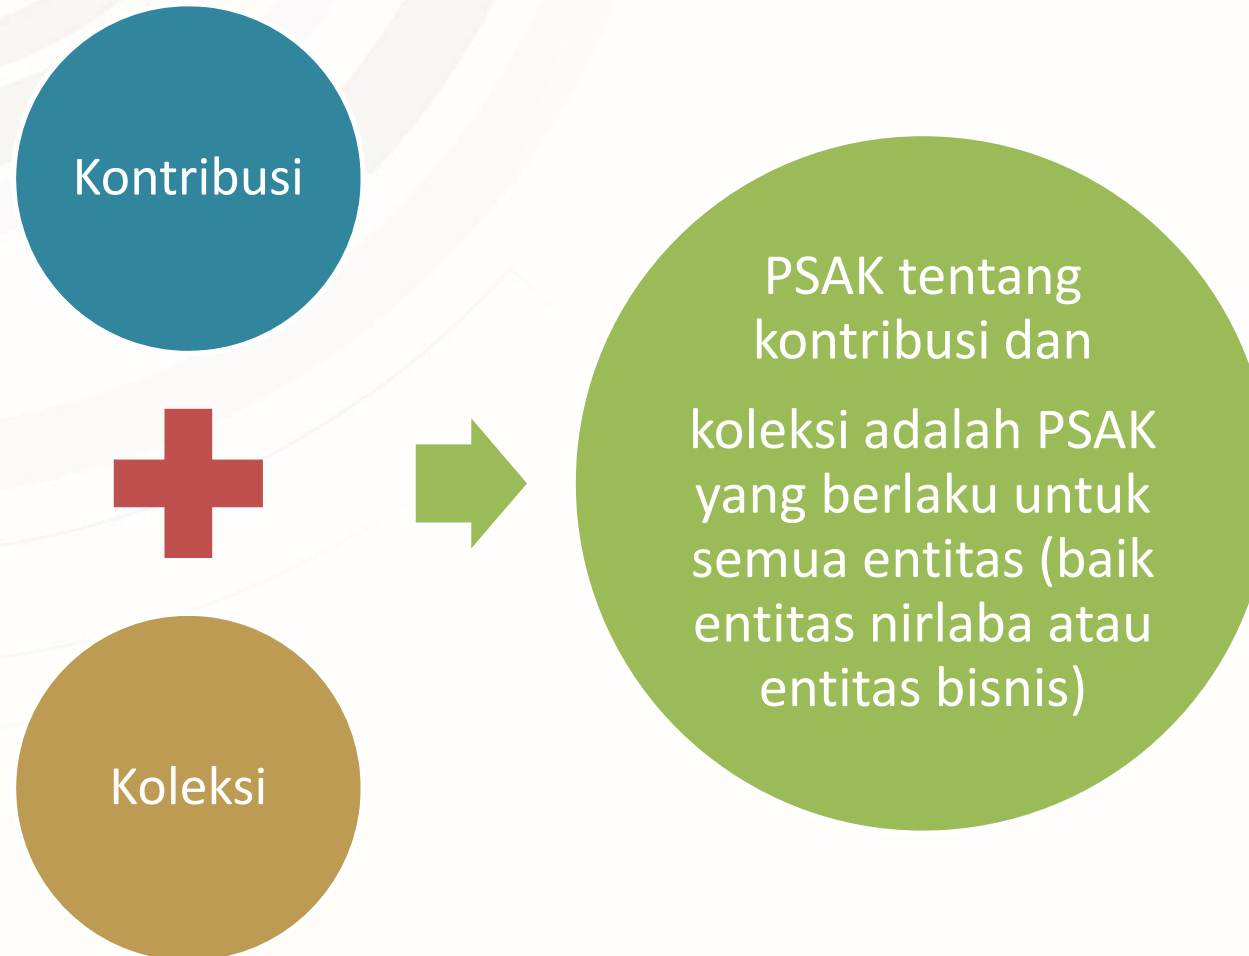 Kontribusi
Koleksi
PSAK tentang
kontribusi dan
koleksi adalah PSAK
yang berlaku untuk
semua entitas (baik
entitas nirlaba atau
entitas bisnis)